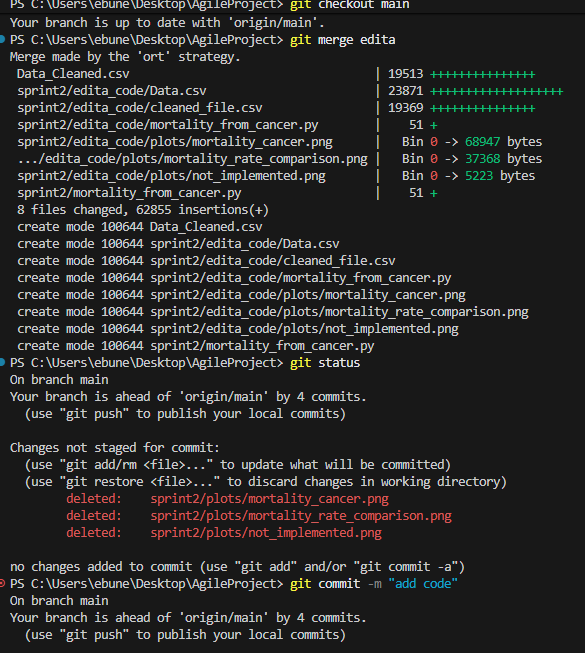 PS C:\Users\ebune\Desktop\AgileProject> git checkout main
Your branch is up to date with 'origin/main'.
PS C:\Users\ebune\Desktop\AgileProject> git merge edita
Merge made by the 'ort' strategy.
Data_Cleaned.csv | 19513 +++++++++++++++
sprint2/edita_code/Data.csv | 23871 +++++++++++++++++++
sprint2/edita_code/cleaned_file.csv | 19369 +++++++++++++++
sprint2/edita_code/mortality_from_cancer.py | 51 +
sprint2/edita_code/plots/mortality_cancer.png | Bin 0 -> 68947 bytes
.../edita_code/plots/mortality_rate_comparison.png | Bin 0 -> 37368 bytes
sprint2/edita_code/plots/not_implemented.png | Bin 0 -> 5223 bytes
sprint2/mortality_from_cancer.py | 51 +
8 files changed, 62855 insertions(+)
create mode 100644 Data_Cleaned.csv
create mode 100644 sprint2/edita_code/Data.csv
create mode 100644 sprint2/edita_code/cleaned_file.csv
create mode 100644 sprint2/edita_code/mortality_from_cancer.py
create mode 100644 sprint2/edita_code/plots/mortality_cancer.png
create mode 100644 sprint2/edita_code/plots/mortality_rate_comparison.png
create mode 100644 sprint2/edita_code/plots/not_implemented.png
create mode 100644 sprint2/mortality_from_cancer.py
PS C:\Users\ebune\Desktop\AgileProject> git status
On branch main
Your branch is ahead of 'origin/main' by 4 commits.
(use "git push" to publish your local commits)
Changes not staged for commit:
(use "git add/rm <file>..." to update what will be committed)
(use "git restore <file>..." to discard changes in working directory)
deleted: sprint2/plots/mortality_cancer.png
deleted: sprint2/plots/mortality_rate_comparison.png
deleted: sprint2/plots/not_implemented.png
no changes added to commit (use "git add" and/or "git commit -a")
PS C:\Users\ebune\Desktop\AgileProject> git commit -m "add code"
On branch main
Your branch is ahead of 'origin/main' by 4 commits.
(use "git push" to publish your local commits)